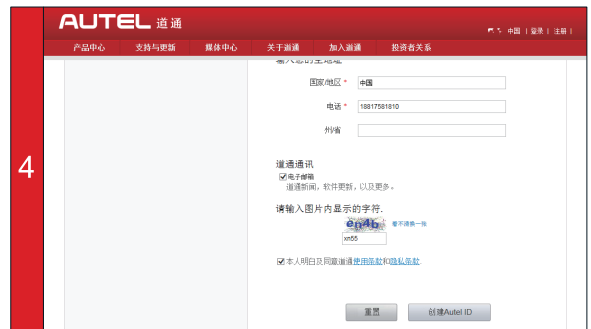 AUTEL 道通
中国 | 登录 | 注册 |
产品中心 支持与更新 媒体中心 关于道通 加入道通 投资者关系
国家/地区 * 中国
电话 * 18817581810
州/省
4
道通通讯
电子邮箱
道通新闻，软件更新，以及更多。
请输入图片内显示的字符.
en4b 看不清换一张
xn55
本人明白及同意道通使用条款和隐私条款.
重置 创建Autel ID